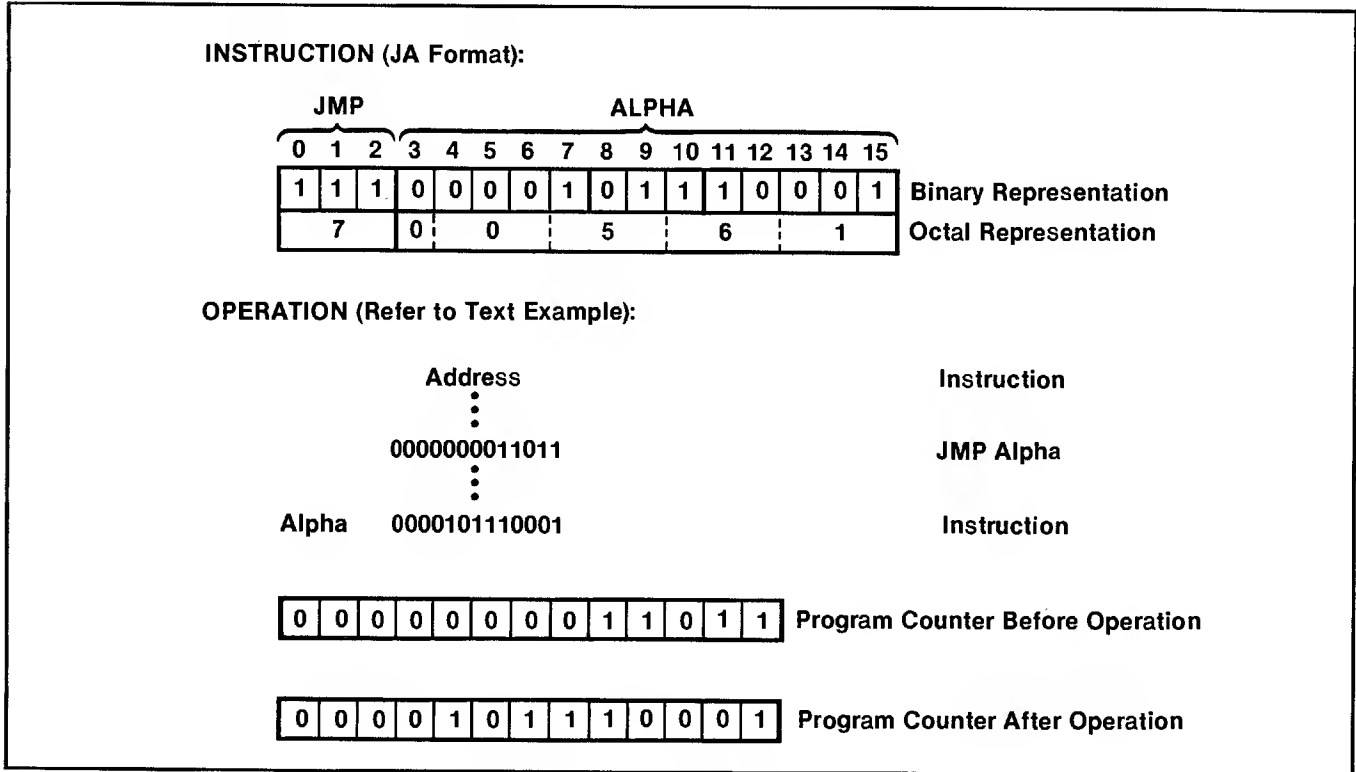 INSTRUCTION (JA Format):
JMP ALPHA
0 1 2 3 4 5 6 7 8 9 10 11 12 13 14 15
1 1 1 0 0 0 0 1 0 1 1 1 0 0 0 1 Binary Representation
7 0 0 5 6 1 Octal Representation
OPERATION (Refer to Text Example):
Address Instruction
0000000011011 JMP Alpha
Alpha 0000101110001 Instruction
0 0 0 0 0 0 0 0 1 1 0 1 1 Program Counter Before Operation
0 0 0 0 1 0 1 1 1 0 0 0 1 Program Counter After Operation